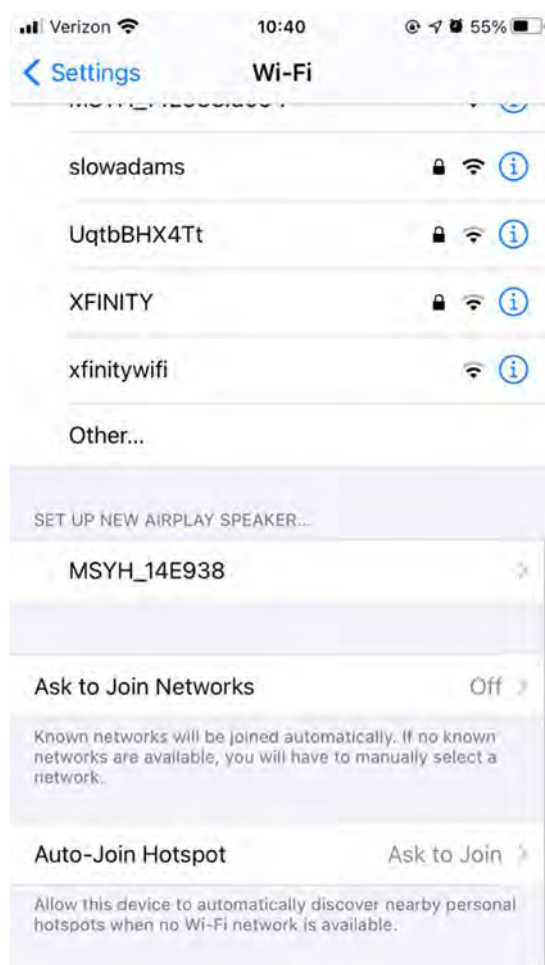 Verizon 10:40 55%
Settings Wi-Fi
slowadams
UqtbBHX4Tt
XFINITY
xfinitywifi
Other...
SET UP NEW AIRPLAY SPEAKER...
MSYH_14E938
Ask to Join Networks Off
Known networks will be joined automatically. If no known
networks are available, you will have to manually select a
network.
Auto-Join Hotspot Ask to Join
Allow this device to automatically discover nearby personal
hotspots when no Wi-Fi network is available.